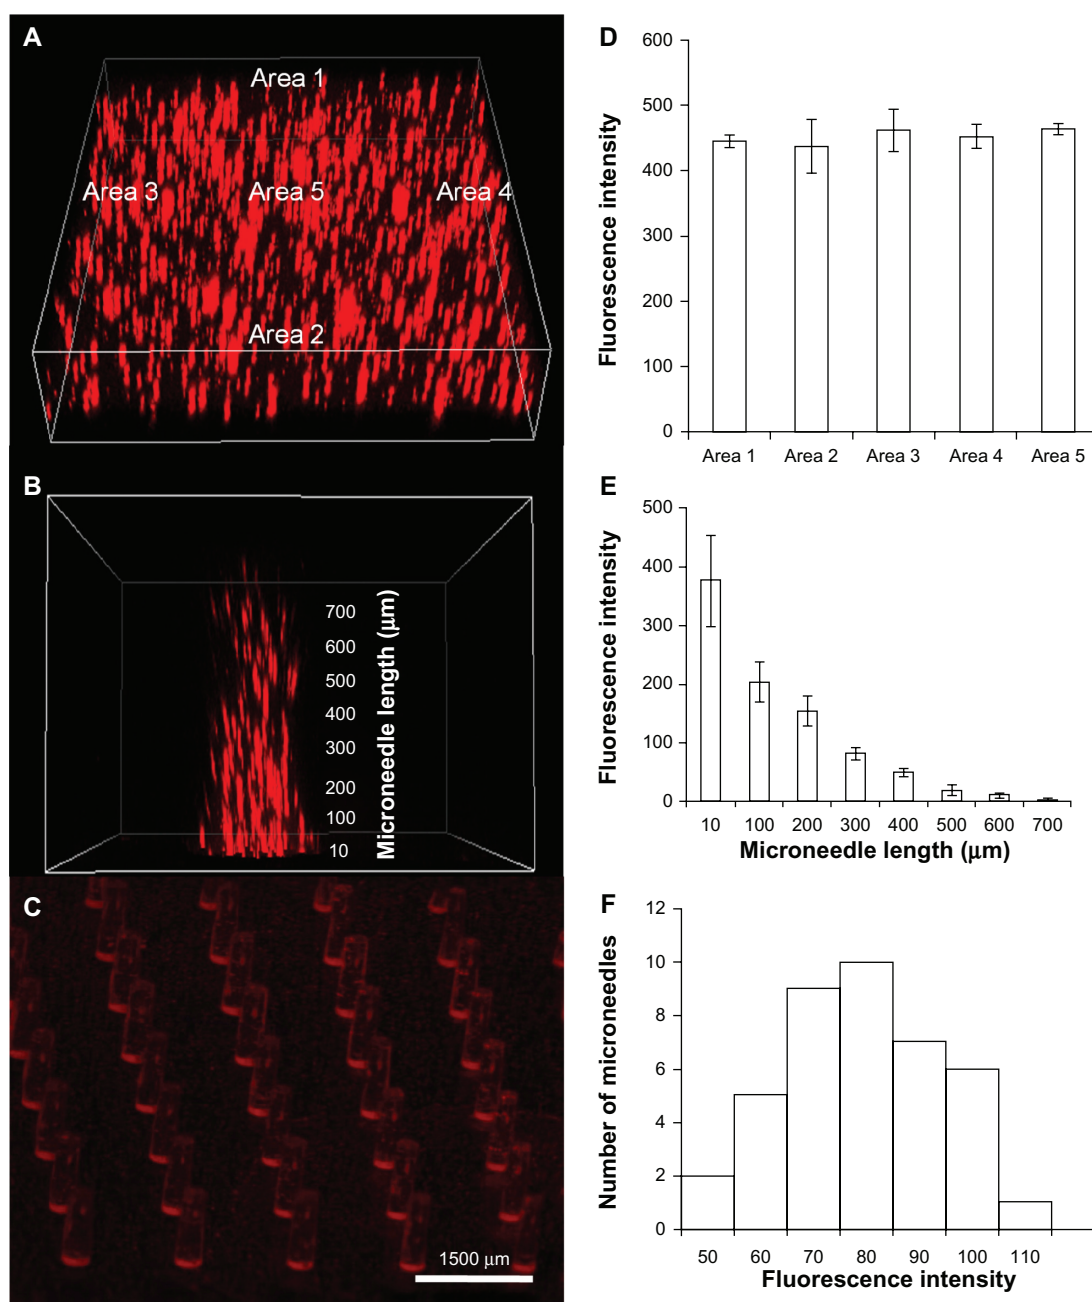 A
Area 1
Area 3
Area 5
Area 4
Area 2
B
700
600
500
400
300
200
100
10
Microneedle length (μm)
C
1500 μm
D
Fluorescence intensity
600
500
400
300
200
100
0
Area 1 Area 2 Area 3 Area 4 Area 5
E
Fluorescence intensity
500
400
300
200
100
0
10 100 200 300 400 500 600 700
Microneedle length (μm)
F
Number of microneedles
12
10
8
6
4
2
0
50 60 70 80 90 100 110
Fluorescence intensity